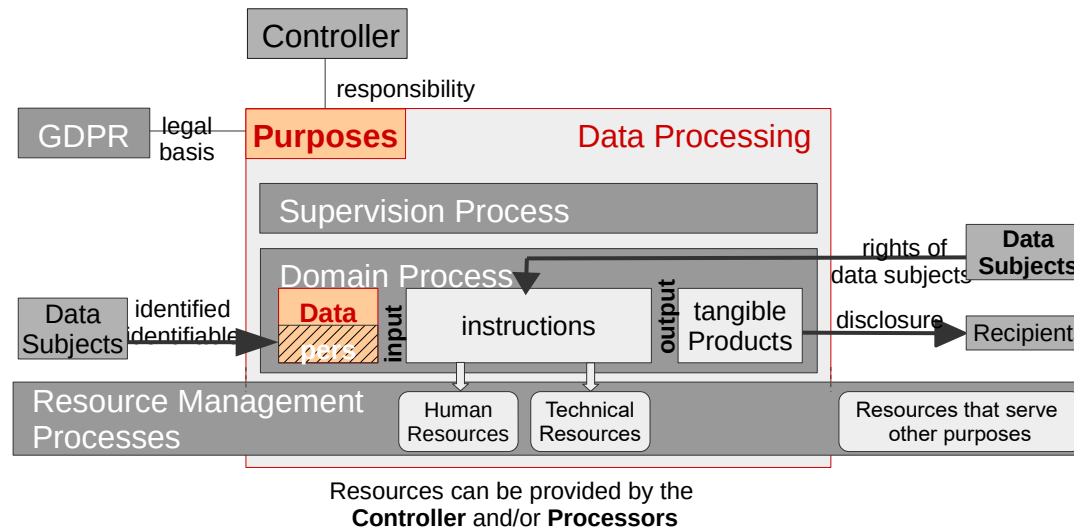 Controller
responsibility
GDPR
legal
basis
Purposes
Data Processing
Supervision Process
Data
Subjects
rights of
data subjects
Domain Process
Data
Subjects
identified
identifiable
Data
pers
input
instructions
output
tangible
Products
disclosure
Recipient
Resource Management
Processes
Human
Resources
Technical
Resources
Resources that serve
other purposes
Resources can be provided by the
Controller and/or Processors